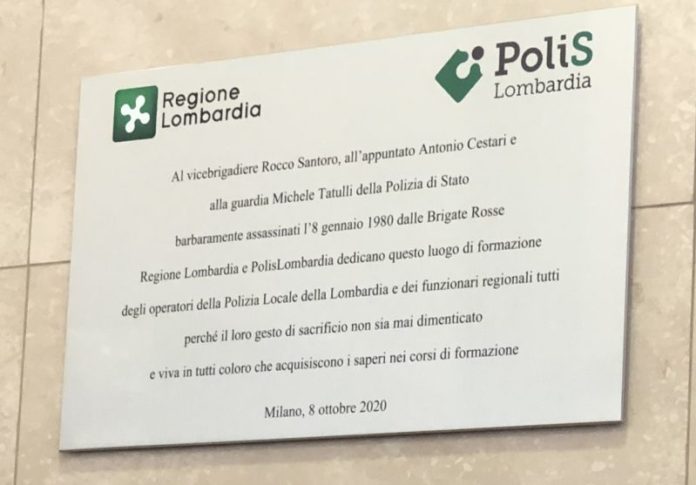 Regione
Lombardia
PoliS
Lombardia
Al vicebrigadiere Rocco Santoro, all'appuntato Antonio Cestari e
alla guardia Michele Tatulli della Polizia di Stato
barbaramente assassinati l'8 gennaio 1980 dalle Brigate Rosse
Regione Lombardia e PolisLombardia dedicano questo luogo di formazione
degli operatori della Polizia Locale della Lombardia e dei funzionari regionali tutti
perché il loro gesto di sacrificio non sia mai dimenticato
e viva in tutti coloro che acquisiscono i saperi nei corsi di formazione
Milano, 8 ottobre 2020